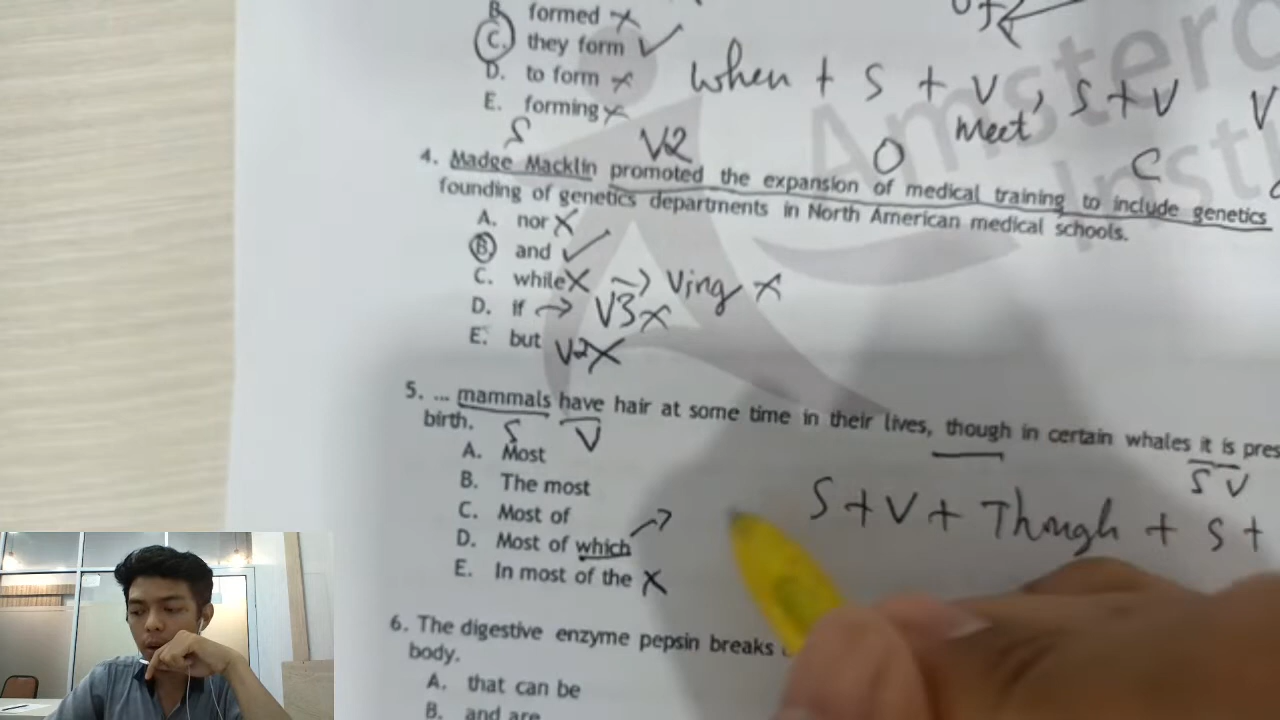 B. formed X
C. they form ✓
D. to form X
E. forming X
when + S + V, S + V
meet
S V2 O C
4. Madge Macklin promoted the expansion of medical training to include genetics
founding of genetics departments in North American medical schools.
A. nor X
B. and ✓
C. while X → Ving X
D. if → V3 X
E. but V2 X
5. ... mammals have hair at some time in their lives, though in certain whales it is
birth.
S V S V
A. Most
B. The most
C. Most of
D. Most of which →
E. In most of the X
S + V + Though + S +
6. The digestive enzyme pepsin breaks
body.
A. that can be
B. and are